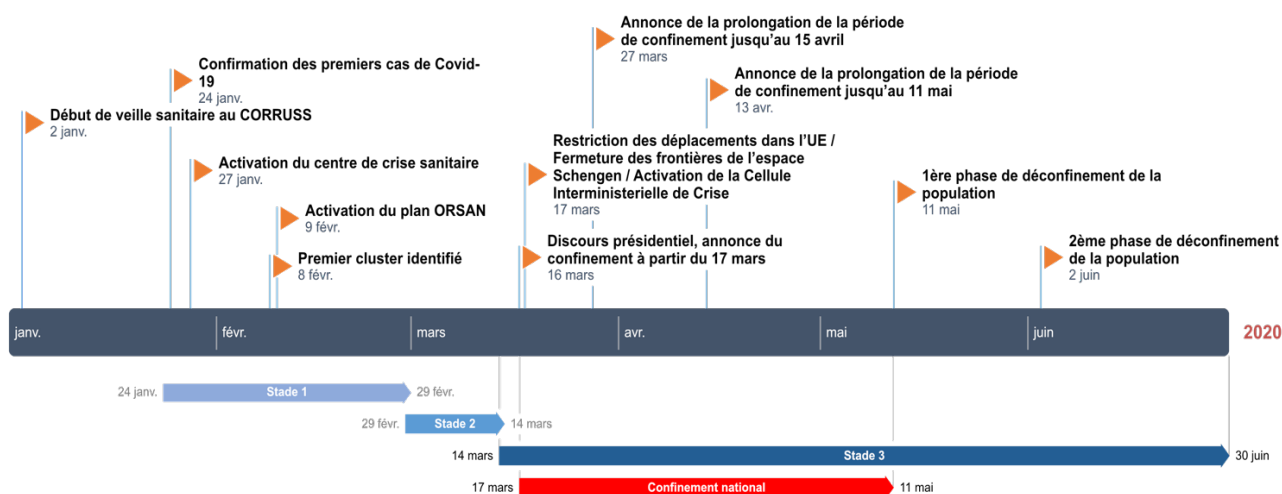 Annonce de la prolongation de la période
de confinement jusqu'au 15 avril
27 mars
Confirmation des premiers cas de Covid-
19
24 janv.
Annonce de la prolongation de la période
de confinement jusqu'au 11 mai
13 avr.
Début de veille sanitaire au CORRUSS
2 janv.
Restriction des déplacements dans l'UE /
Fermeture des frontières de l'espace
Schengen / Activation de la Cellule
Interministerielle de Crise
17 mars
Activation du centre de crise sanitaire
27 janv.
1ère phase de déconfinement de la
population
11 mai
Activation du plan ORSAN
9 févr.
Discours présidentiel, annonce du
confinement à partir du 17 mars
16 mars
2ème phase de déconfinement
de la population
2 juin
Premier cluster identifié
8 févr.
janv. févr. mars avr. mai juin 2020
24 janv. Stade 1 29 févr.
29 févr. Stade 2 14 mars
14 mars Stade 3 30 juin
17 mars Confinement national 11 mai